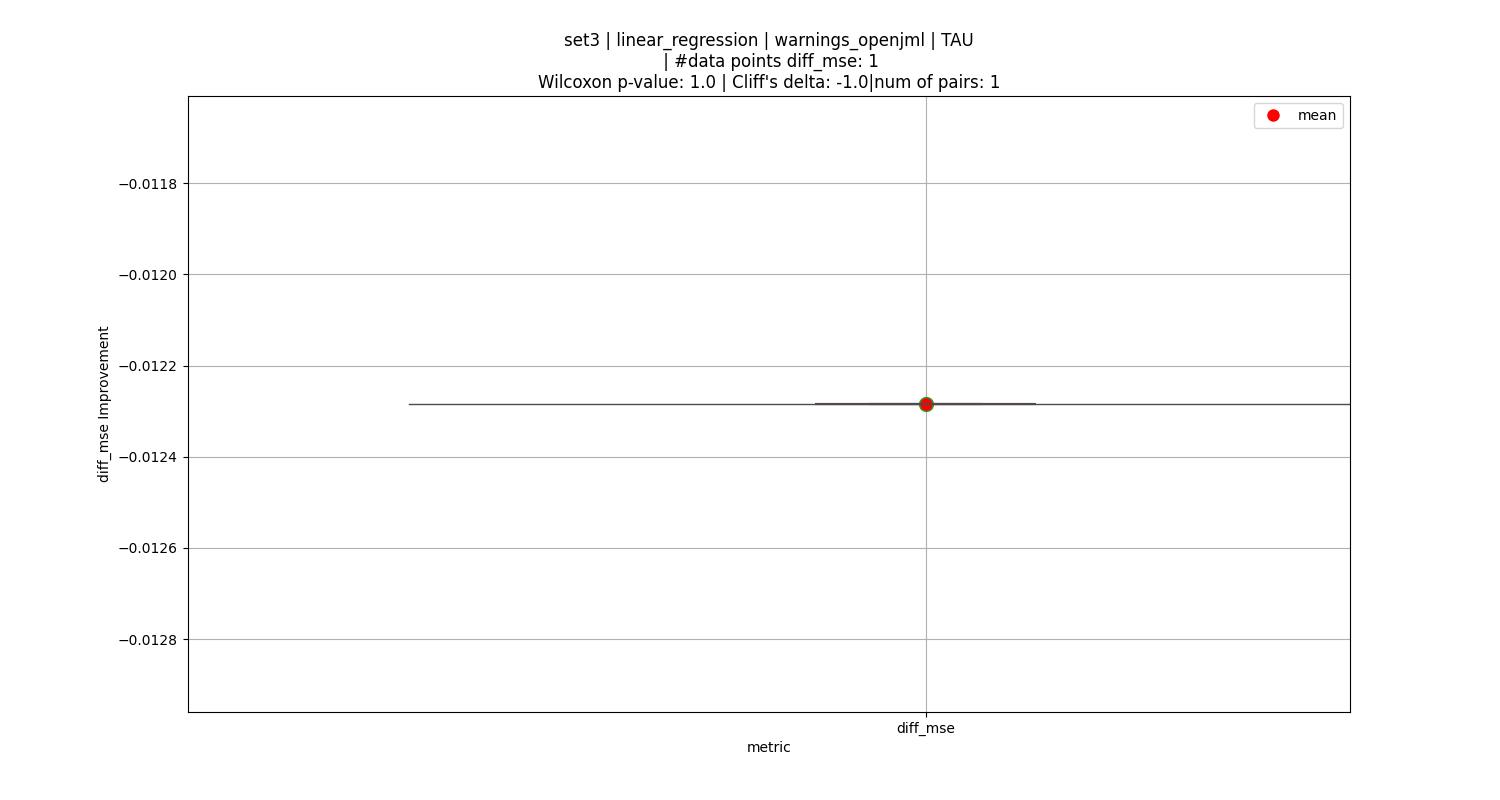 set3 | linear_regression | warnings_openjml | TAU
| #data points diff_mse: 1
Wilcoxon p-value: 1.0 | Cliff's delta: -1.0|num of pairs: 1
mean
−0.0118
−0.0120
−0.0122
−0.0124
−0.0126
−0.0128
diff_mse Improvement
diff_mse
metric